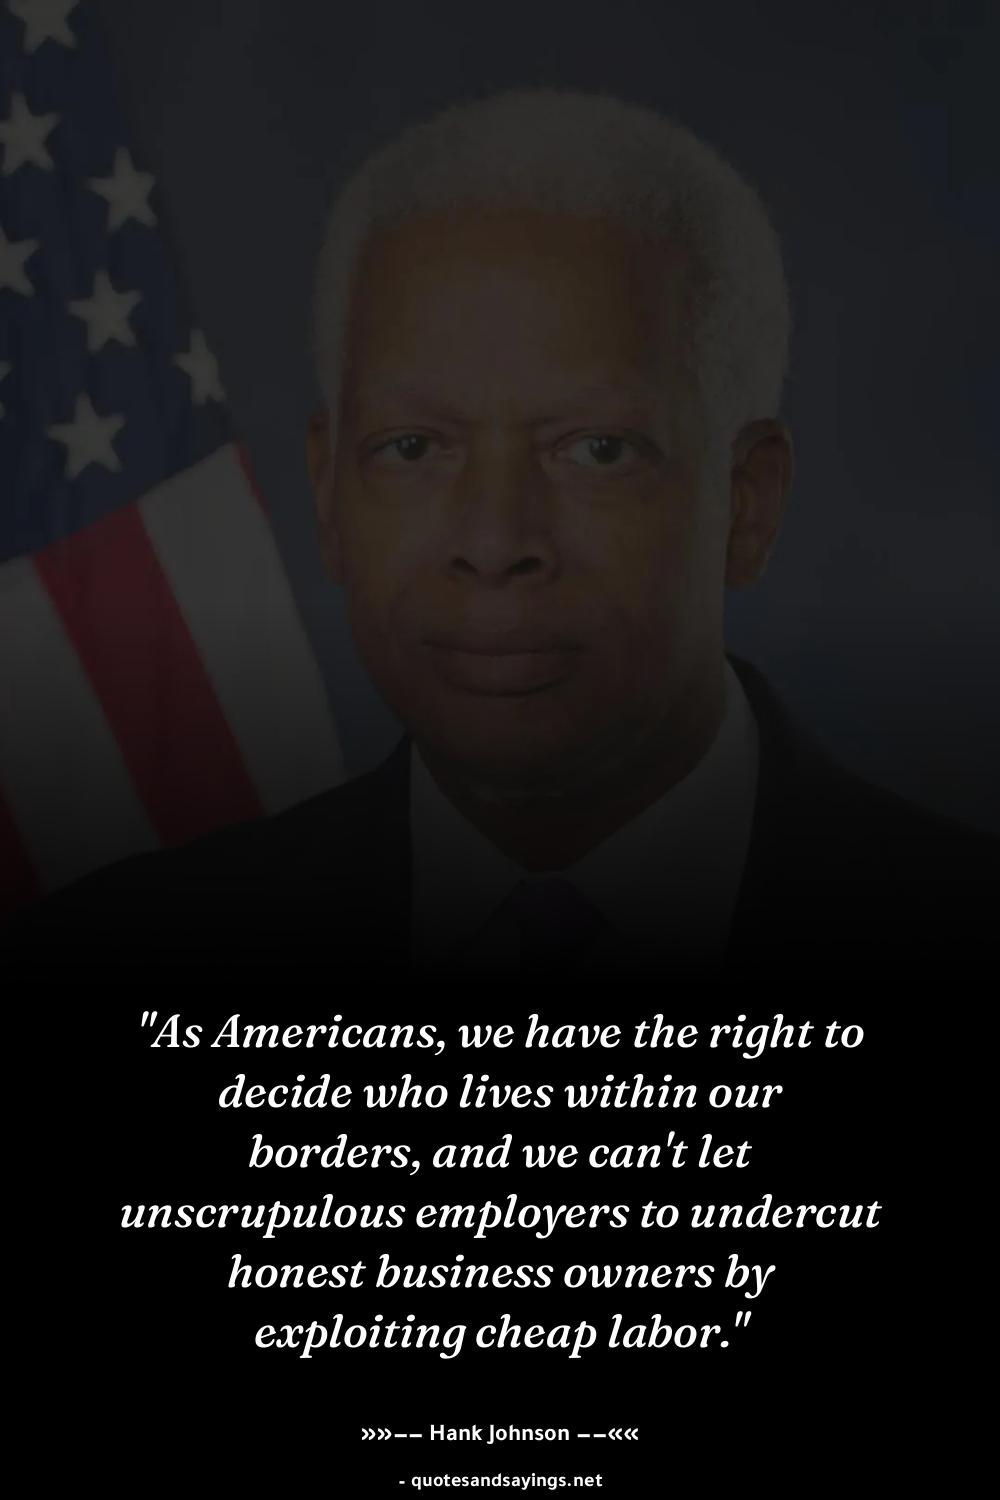 "As Americans, we have the right to
decide who lives within our
borders, and we can't let
unscrupulous employers to undercut
honest business owners by
exploiting cheap labor."
»»−− Hank Johnson −−««
- quotesandsayings.net